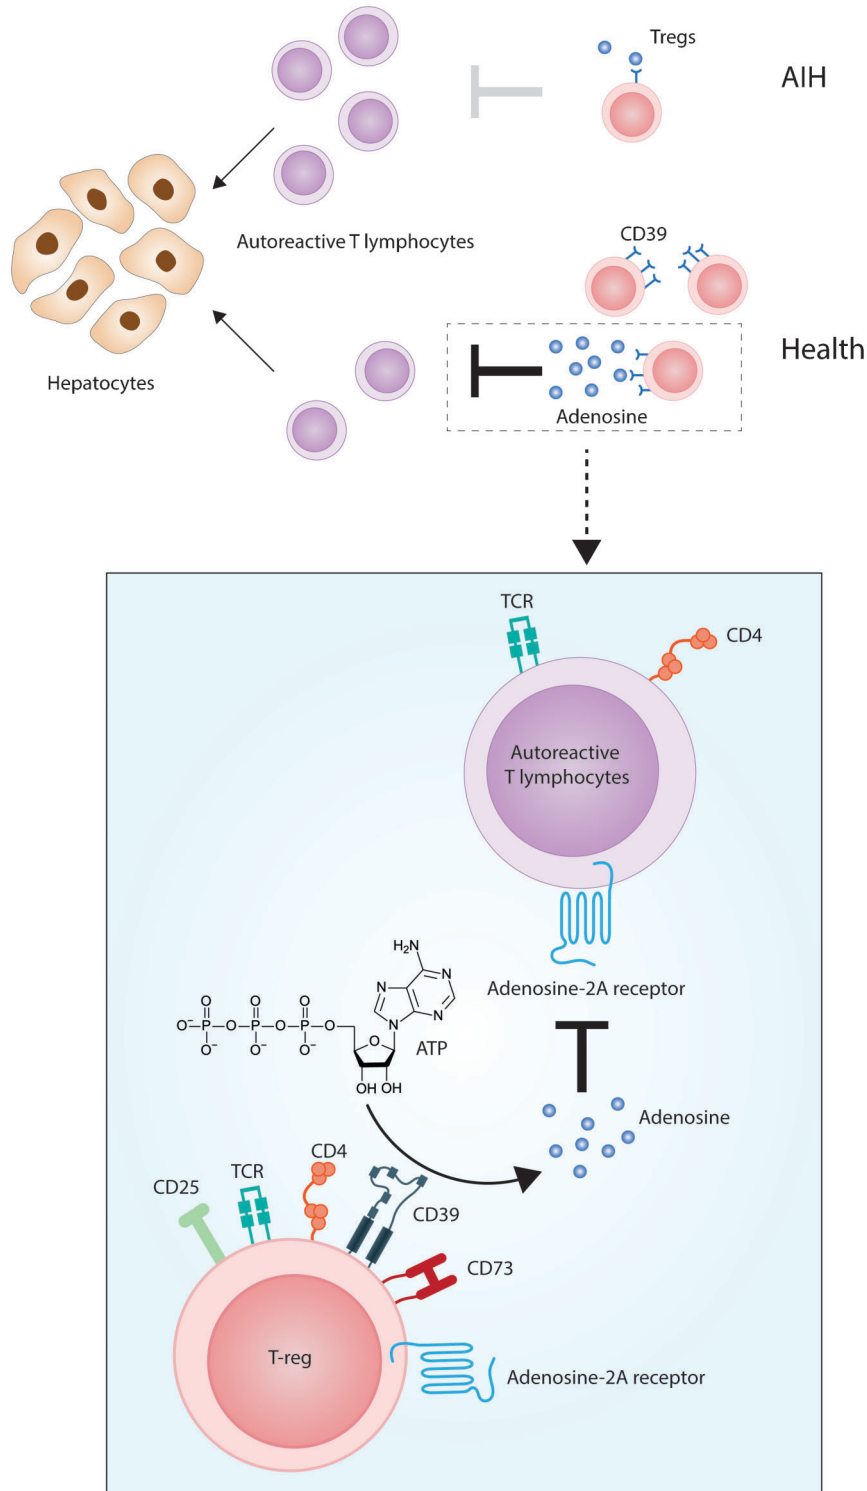 Tregs
AIH
Autoreactive T lymphocytes
CD39
Health
Hepatocytes
Adenosine
TCR
CD4
Autoreactive
T lymphocytes
Adenosine-2A receptor
H₂N
N
N
N
N
O
O
O
O⁻
P
O
P
O
P
O
O
O⁻
O⁻
O⁻
OH
OH
ATP
Adenosine
CD4
TCR
CD25
CD39
CD73
T-reg
Adenosine-2A receptor